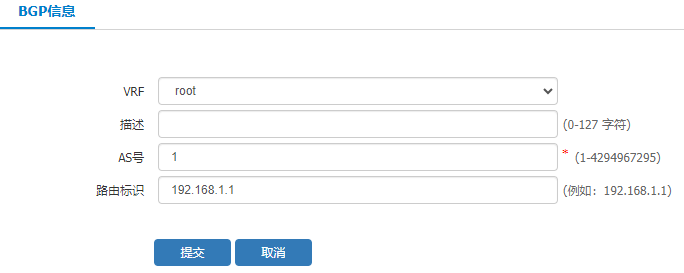 BGP信息
VRF root
描述 (0-127 字符)
AS号 1 * (1-4294967295)
路由标识 192.168.1.1 (例如：192.168.1.1)
提交 取消